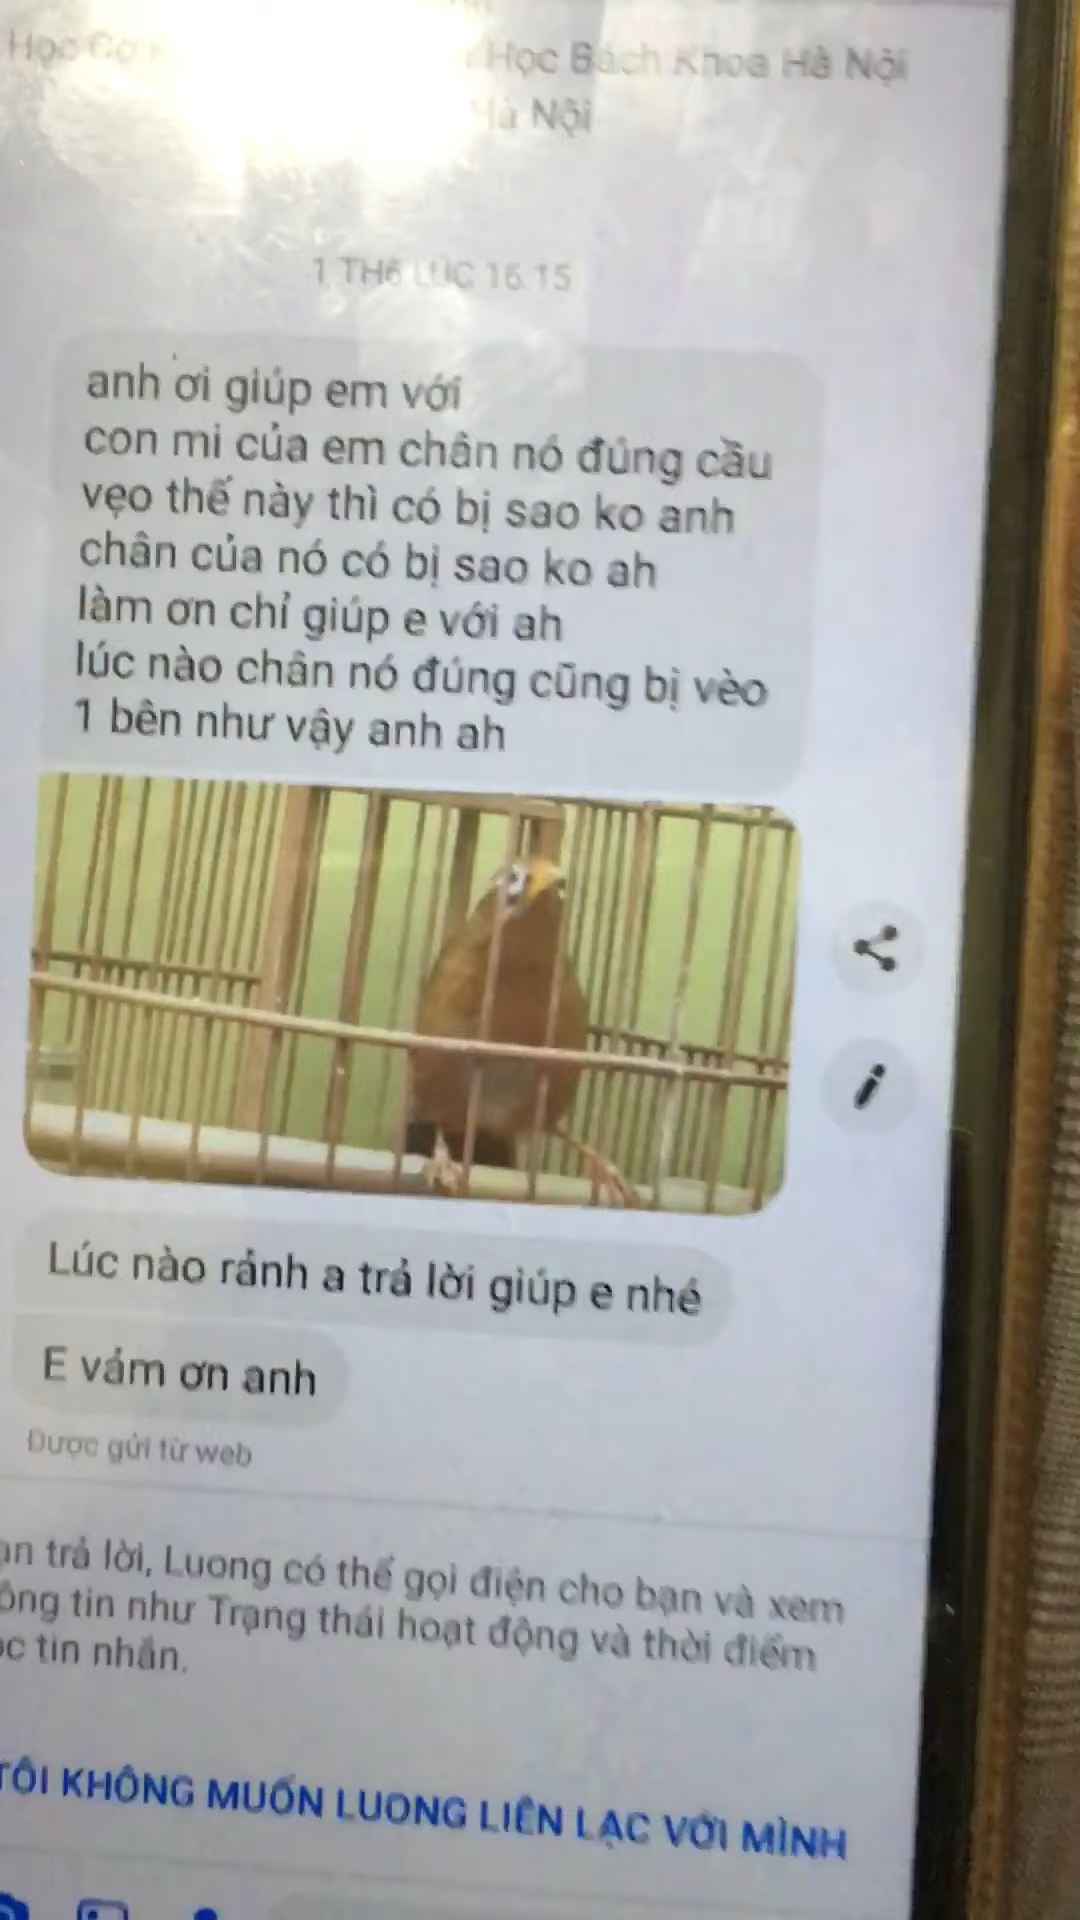 Học Bách Khoa Hà Nội
Hà Nội
1 TH6 LÚC 16:15
anh ơi giúp em với
con mi của em chân nó đúng cầu
vẹo thế này thì có bị sao ko anh
chân của nó có bị sao ko ah
làm ơn chỉ giúp e với ah
lúc nào chân nó đúng cũng bị vèo
1 bên như vậy anh ah
Lúc nào rảnh a trả lời giúp e nhé
E vám ơn anh
Được gửi từ web
trả lời, Luong có thể gọi điện cho bạn và xem
tin như Trạng thái hoạt động và thời điểm
tin nhắn.
TÔI KHÔNG MUỐN LUONG LIÊN LẠC VỚI MÌNH